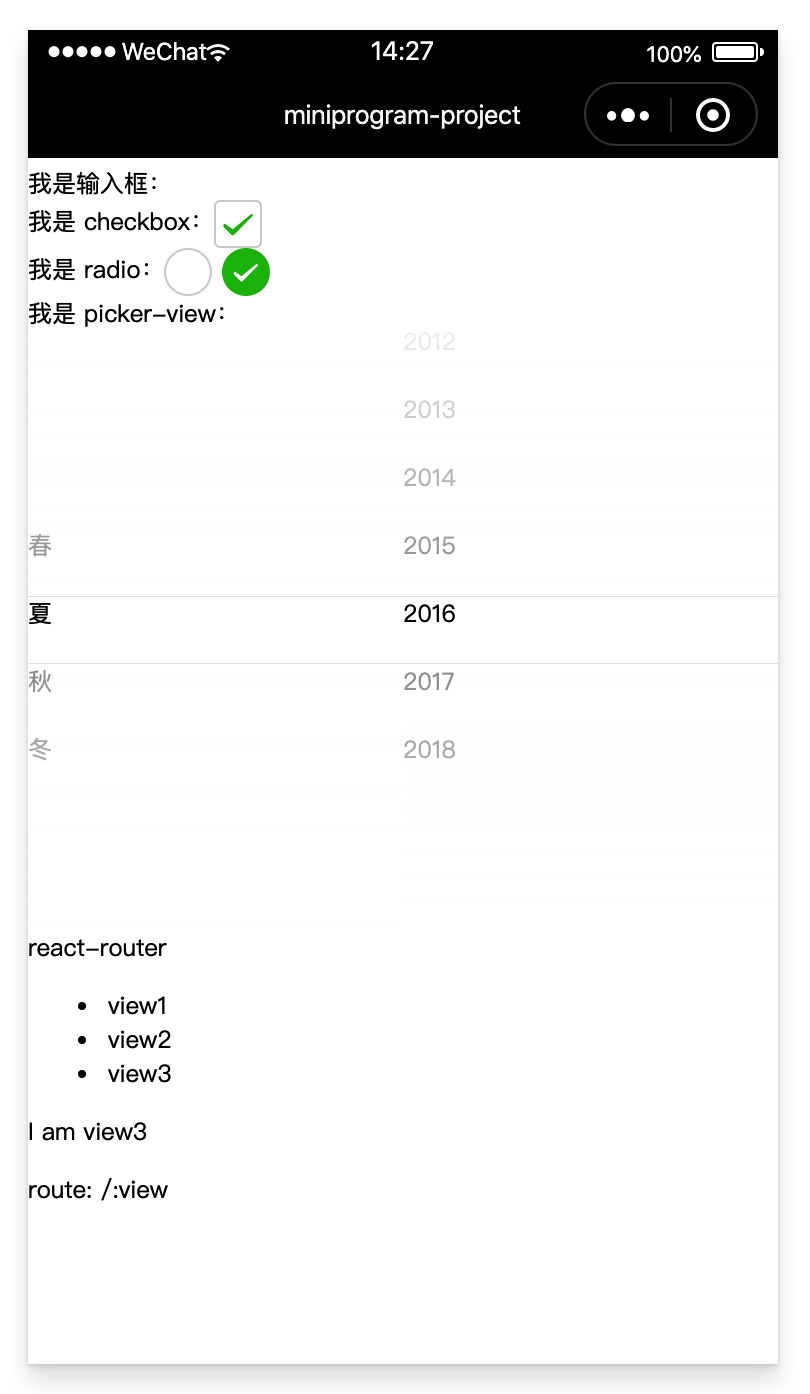 WeChat 14:27 100%
miniprogram-project
我是输入框：
我是 checkbox：
我是 radio：
我是 picker-view：
2012
2013
2014
春 2015
夏 2016
秋 2017
冬 2018
react-router
• view1
• view2
• view3
I am view3
route: /:view